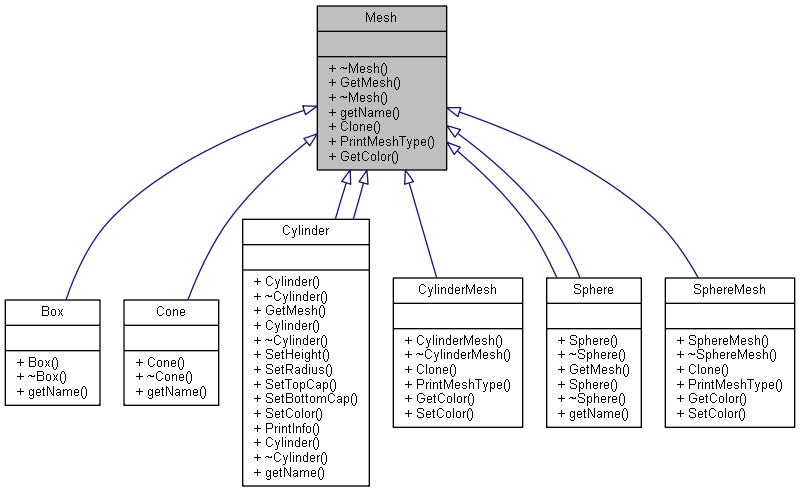 Mesh
+ ~Mesh()
+ GetMesh()
+ ~Mesh()
+ getName()
+ Clone()
+ PrintMeshType()
+ GetColor()
Box
+ Box()
+ ~Box()
+ getName()
Cone
+ Cone()
+ ~Cone()
+ getName()
Cylinder
+ Cylinder()
+ ~Cylinder()
+ GetMesh()
+ Cylinder()
+ ~Cylinder()
+ SetHeight()
+ SetRadius()
+ SetTopCap()
+ SetBottomCap()
+ SetColor()
+ PrintInfo()
+ Cylinder()
+ ~Cylinder()
+ getName()
CylinderMesh
+ CylinderMesh()
+ ~CylinderMesh()
+ Clone()
+ PrintMeshType()
+ GetColor()
+ SetColor()
Sphere
+ Sphere()
+ ~Sphere()
+ GetMesh()
+ Sphere()
+ ~Sphere()
+ getName()
SphereMesh
+ SphereMesh()
+ ~SphereMesh()
+ Clone()
+ PrintMeshType()
+ GetColor()
+ SetColor()